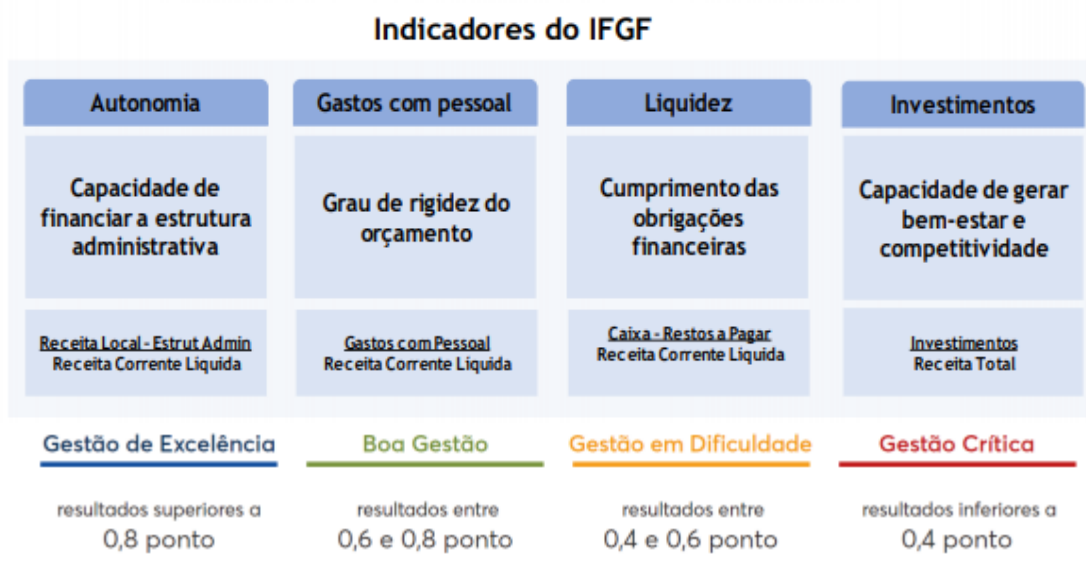 Indicadores do IFGF
Autonomia
Capacidade de
financiar a estrutura
administrativa
Receita Local - Estrut Admin
Receita Corrente Líquida
Gastos com pessoal
Grau de rigidez do
orçamento
Gastos com Pessoal
Receita Corrente Líquida
Liquidez
Cumprimento das
obrigações
financeiras
Caixa - Restos a Pagar
Receita Corrente Líquida
Investimentos
Capacidade de gerar
bem-estar e
competitividade
Investimentos
Receita Total
Gestão de Excelência
resultados superiores a
0,8 ponto
Boa Gestão
resultados entre
0,6 e 0,8 ponto
Gestão em Dificuldade
resultados entre
0,4 e 0,6 ponto
Gestão Crítica
resultados inferiores a
0,4 ponto